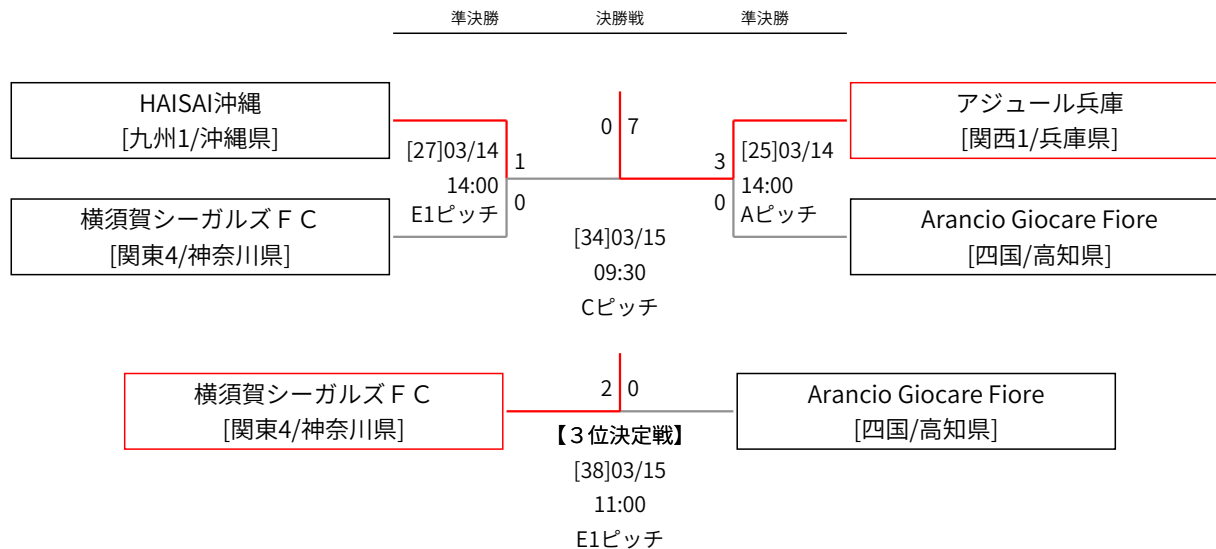 準決勝
決勝戦
準決勝
HAISAI沖縄
[九州1/沖縄県]
横須賀シーガルズＦＣ
[関東4/神奈川県]
[27]03/14
14:00
E1ピッチ
1
0
0
7
[34]03/15
09:30
Cピッチ
3
0
[25]03/14
14:00
Aピッチ
アジュール兵庫
[関西1/兵庫県]
Arancio Giocare Fiore
[四国/高知県]
横須賀シーガルズＦＣ
[関東4/神奈川県]
2
0
【３位決定戦】
[38]03/15
11:00
E1ピッチ
Arancio Giocare Fiore
[四国/高知県]